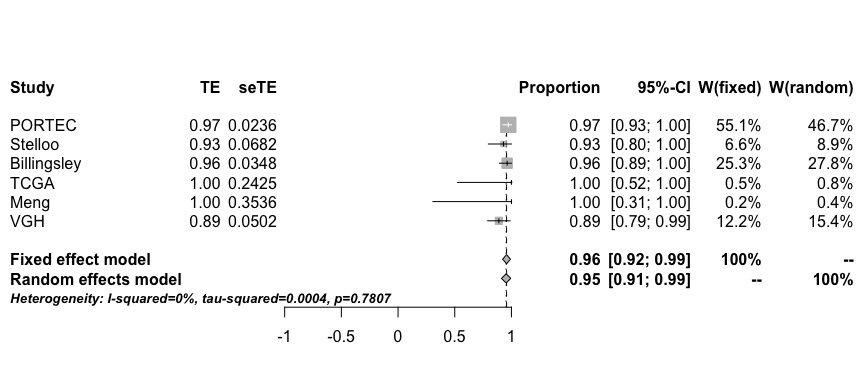 Study TE seTE Proportion 95%-CI W(fixed) W(random)
PORTEC 0.97 0.0236 0.97 [0.93; 1.00] 55.1% 46.7%
Stelloo 0.93 0.0682 0.93 [0.80; 1.00] 6.6% 8.9%
Billingsley 0.96 0.0348 0.96 [0.89; 1.00] 25.3% 27.8%
TCGA 1.00 0.2425 1.00 [0.52; 1.00] 0.5% 0.8%
Meng 1.00 0.3536 1.00 [0.31; 1.00] 0.2% 0.4%
VGH 0.89 0.0502 0.89 [0.79; 0.99] 12.2% 15.4%
Fixed effect model 0.96 [0.92; 0.99] 100% --
Random effects model 0.95 [0.91; 0.99] -- 100%
Heterogeneity: I-squared=0%, tau-squared=0.0004, p=0.7807
-1 -0.5 0 0.5 1